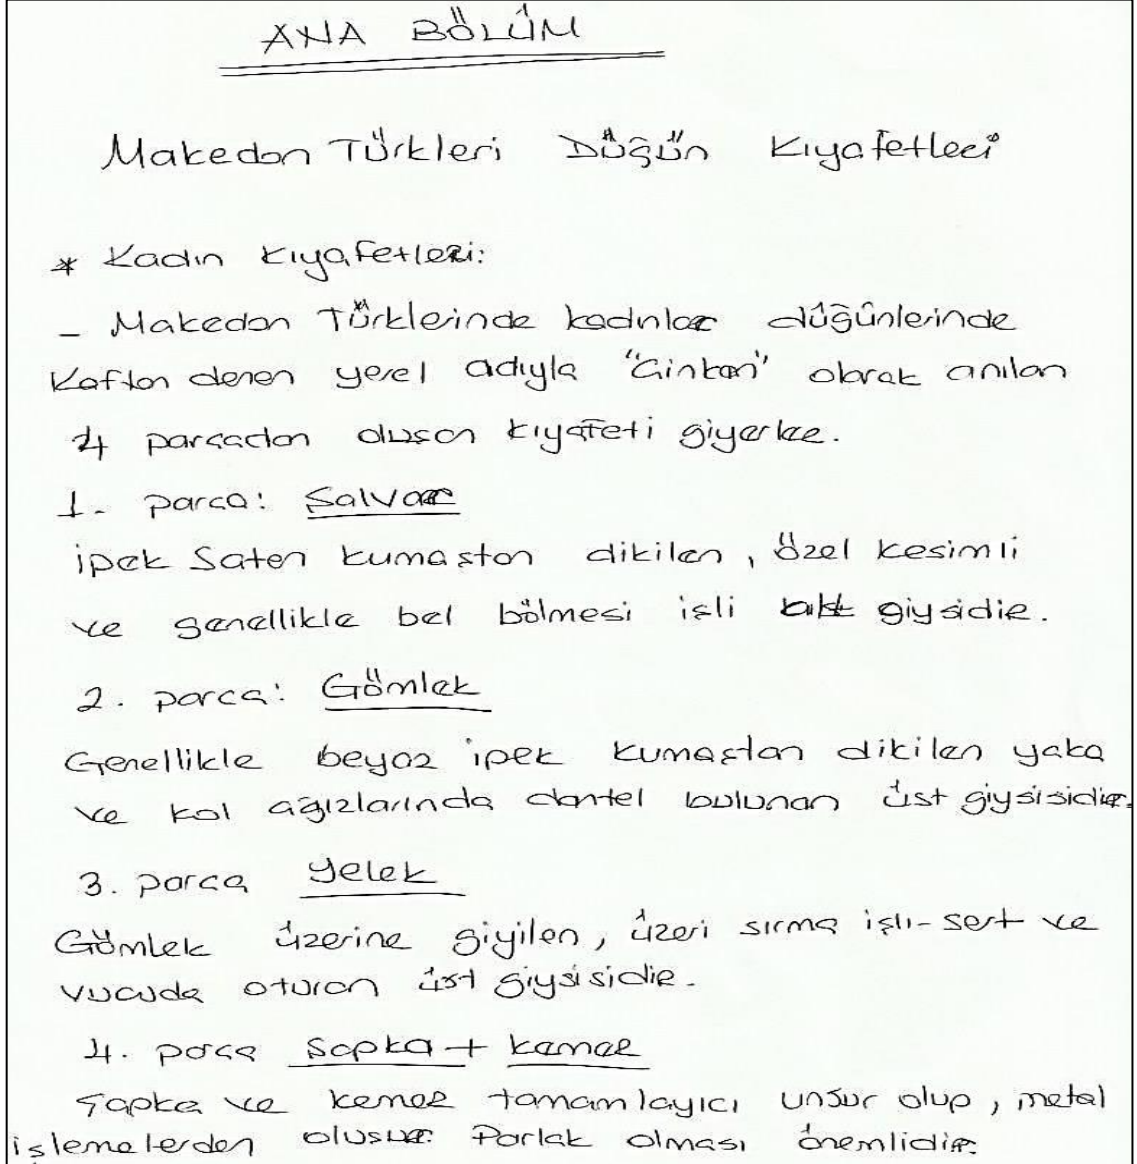 ANA BÖLÜM
Makedon Türkleri Düğün Kıyafetleri
* Kadın Kıyafetleri:
- Makedon Türklerinde kadınlar düğünlerinde
Kaftan denen yerel adıyla "Cintan" olarak anılan
4 parçadan oluşan kıyafeti giyerler.
1. parça: Şalvar
İpek Saten kumaştan dikilen, özel kesimli
ve genellikle bel bölmesi işli giysidir.
2. parça: Gömlek
Genellikle beyaz ipek kumaştan dikilen yaka
ve kol ağızlarında dantel bulunan üst giysisidir.
3. parça Yelek
Gömlek üzerine giyilen, üzeri sırma işli-sert ve
vucuda oturan üst giysisidir.
4. parça Şapka + kemer
Şapka ve kemer tamamlayıcı unsur olup, metal
işlemelerden oluşur. Parlak olması önemlidir.